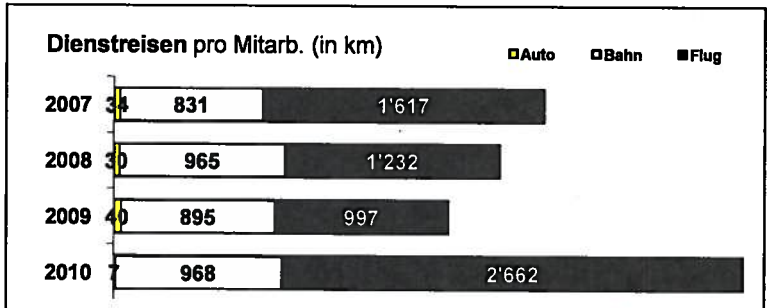 Dienstreisen pro Mitarb. (in km)
Auto Bahn Flug
2007 34 831 1'617
2008 30 965 1'232
2009 40 895 997
2010 7 968 2'662